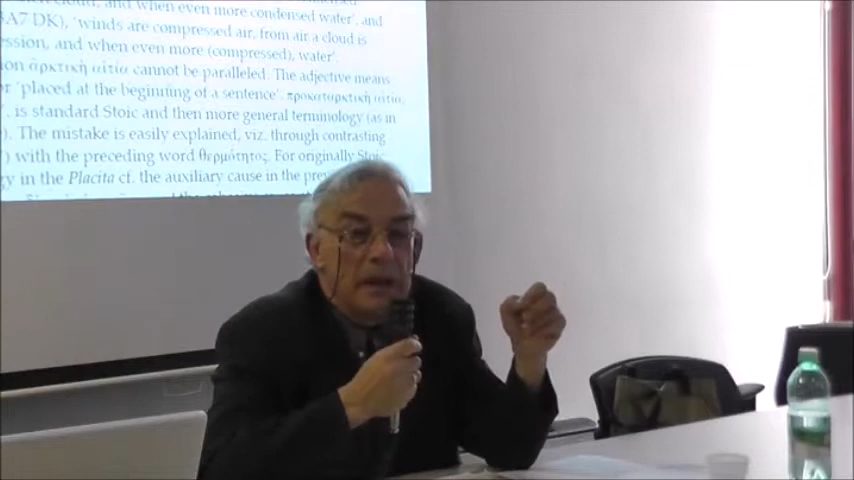 cloud, and when even more condensed water', and
A7 DK), 'winds are compressed air, from air a cloud is
ession, and when even more (compressed), water'.
ion ἀρκτικὴ αἰτία cannot be paralleled. The adjective means
or 'placed at the beginning of a sentence'. προκαταρκτικὴ αἰτία
'. is standard Stoic and then more general terminology (as in
). The mistake is easily explained, viz. through contrasting
) with the preceding word θερμότητος. For originally Stoic
gy in the Placita cf. the auxiliary cause in the prev